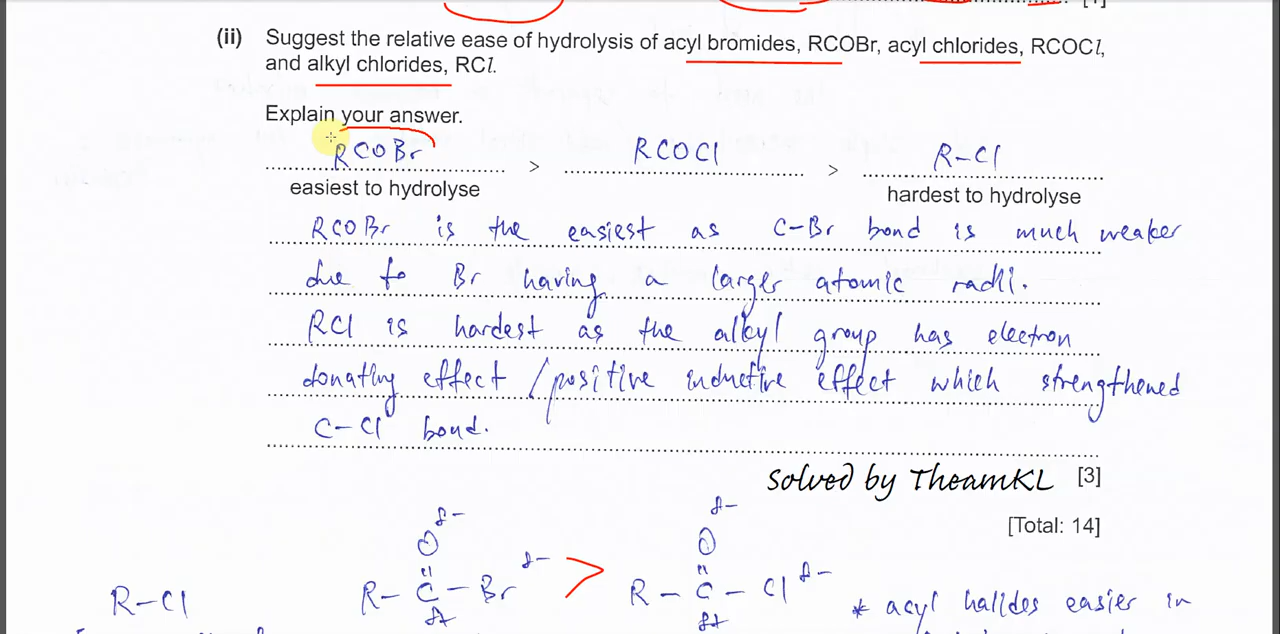 [1]
(ii) Suggest the relative ease of hydrolysis of acyl bromides, RCOBr, acyl chlorides, RCOCl,
and alkyl chlorides, RCl.
Explain your answer.
RCOBr > RCOCl > R-Cl
easiest to hydrolyse hardest to hydrolyse
RCOBr is the easiest as C-Br bond is much weaker
due to Br having a larger atomic radii.
RCl is hardest as the alkyl group has electron
donating effect / positive inductive effect which strengthened
C-Cl bond.
Solved by TheamKL [3]
[Total: 14]
δ- δ-
O O
R-Cl R-C-Br δ- > R-C-Cl δ- * acyl halides easier in
δ+ δ+